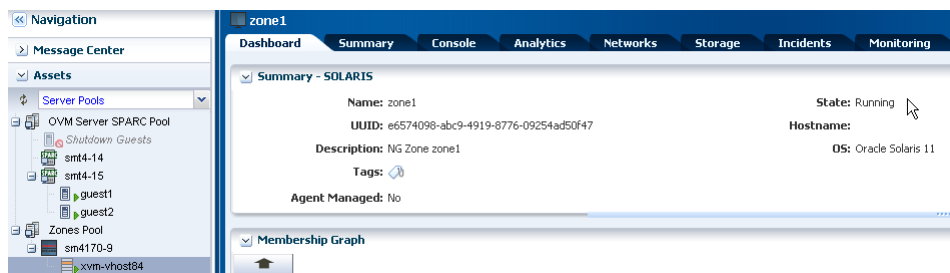 Navigation
Message Center
Assets
Server Pools
OVM Server SPARC Pool
Shutdown Guests
smt4-14
smt4-15
guest1
guest2
Zones Pool
sm4170-9
xvm-vhost84
zone1
Dashboard Summary Console Analytics Networks Storage Incidents Monitoring
Summary - SOLARIS
Name: zone1 State: Running
UUID: e6574098-abc9-4919-8776-09254ad50f47 Hostname:
Description: NG Zone zone1 OS: Oracle Solaris 11
Tags:
Agent Managed: No
Membership Graph